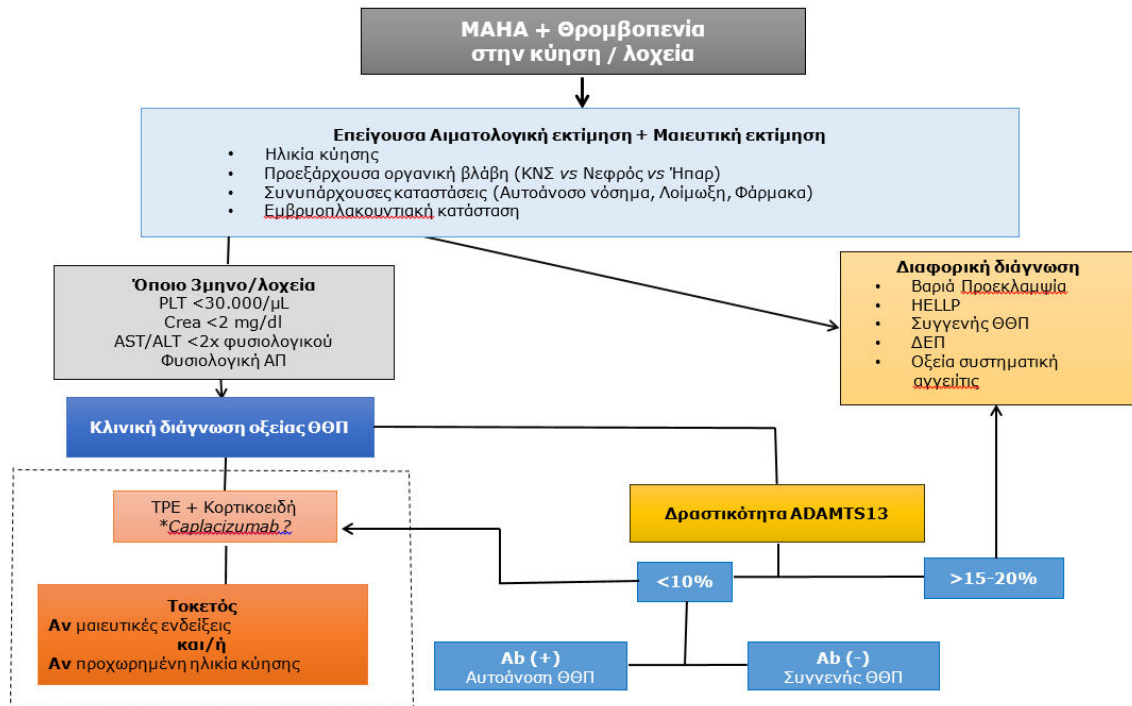 MAHA + Θρομβοπενία
στην κύηση / λοχεία
Επείγουσα Αιματολογική εκτίμηση + Μαιευτική εκτίμηση
• Ηλικία κύησης
• Προεξάρχουσα οργανική βλάβη (ΚΝΣ vs Νεφρός vs Ήπαρ)
• Συνυπάρχουσες καταστάσεις (Αυτοάνοσο νόσημα, Λοίμωξη, Φάρμακα)
• Εμβρυοπλακουντιακή κατάσταση
Όποιο 3μηνο/λοχεία
PLT <30.000/μL
Crea <2 mg/dl
AST/ALT <2x φυσιολογικού
Φυσιολογική ΑΠ
Διαφορική διάγνωση
• Βαριά Προεκλαμψία
• HELLP
• Συγγενής ΘΘΠ
• ΔΕΠ
• Οξεία συστηματική
αγγειίτις
Κλινική διάγνωση οξείας ΘΘΠ
TPE + Κορτικοειδή
*Caplacizumab ?
Δραστικότητα ADAMTS13
<10%
>15-20%
Τοκετός
Αν μαιευτικές ενδείξεις
και/ή
Αν προχωρημένη ηλικία κύησης
Ab (+)
Αυτοάνοση ΘΘΠ
Ab (-)
Συγγενής ΘΘΠ